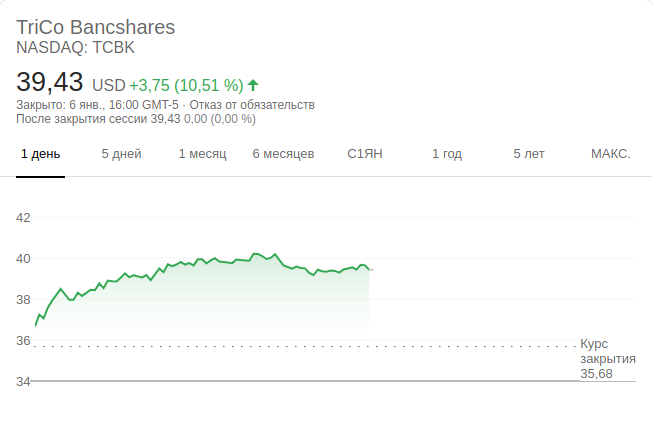 TriCo Bancshares
NASDAQ: TCBK
39,43 USD +3,75 (10,51 %)
Закрыто: 6 янв., 16:00 GMT-5 · Отказ от обязательств
После закрытия сессии 39,43 0,00 (0,00 %)
1 день 5 дней 1 месяц 6 месяцев С1ЯН 1 год 5 лет МАКС.
42
40
38
36
Курс
закрытия
35,68
34